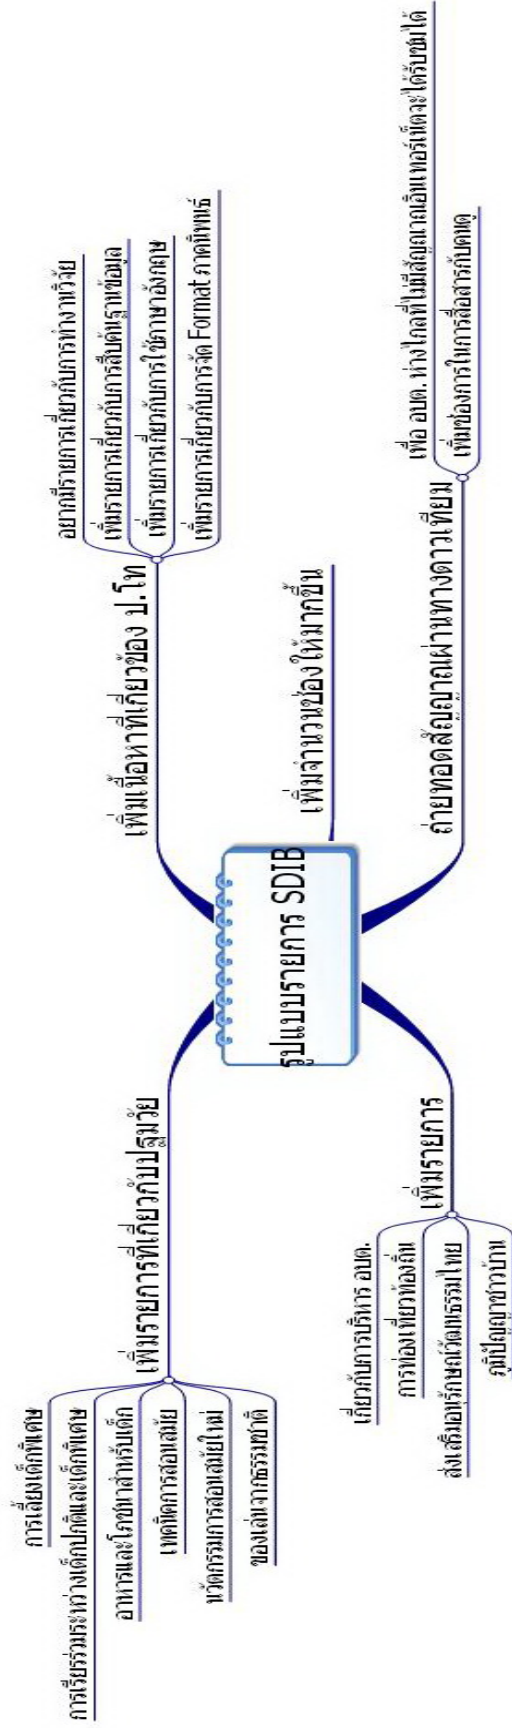 รูปแบบรายการ SDIB
เพิ่มเนื้อหาที่เกี่ยวข้อง ป.โท
อยากมีรายการเกี่ยวกับการทำงานวิจัย
เพิ่มรายการเกี่ยวกับการสืบค้นฐานข้อมูล
เพิ่มรายการเกี่ยวกับการใช้ภาษาอังกฤษ
เพิ่มรายการเกี่ยวกับการจัด Format ภาคนิพนธ์
เพิ่มจำนวนช่องให้มากขึ้น
ถ่ายทอดสัญญาณผ่านทางดาวเทียม
เพื่อ อบต. ห่างไกลที่ไม่มีสัญญาณอินเทอร์เน็ตจะได้รับชมได้
เพิ่มช่องการในการสื่อสารกับคนดู
เพิ่มรายการที่เกี่ยวกับปฐมวัย
การเลี้ยงเด็กพิเศษ
การเรียร่วมระหว่างเด็กปกติและเด็กพิเศษ
อาหารและโภชนาสำหรับเด็ก
เทคนิคการสอนสมัย
นวัตกรรมการสอนสมัยใหม่
ของเล่นจากธรรมชาติ
เพิ่มรายการ
เกี่ยวกับการบริหาร อบต.
การท่องเที่ยวท้องถิ่น
ส่งเสริมอนุรักษณ์วัฒนธรรมไทย
ภูมิปัญญาชาวบ้าน